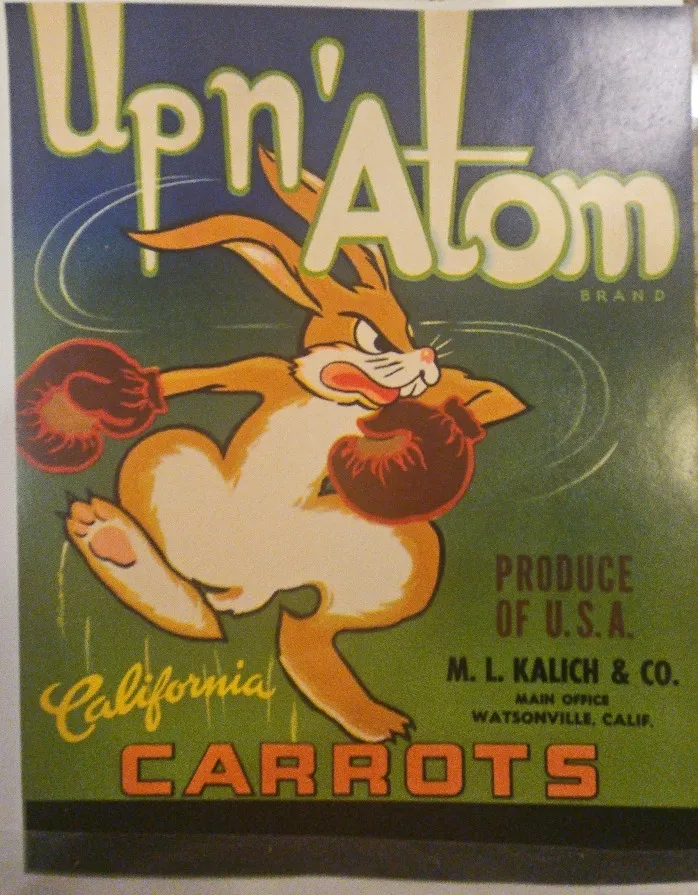 Up n' Atom
BRAND
PRODUCE
OF U.S.A.
M. L. KALICH & CO.
MAIN OFFICE
WATSONVILLE, CALIF.
California
CARROTS